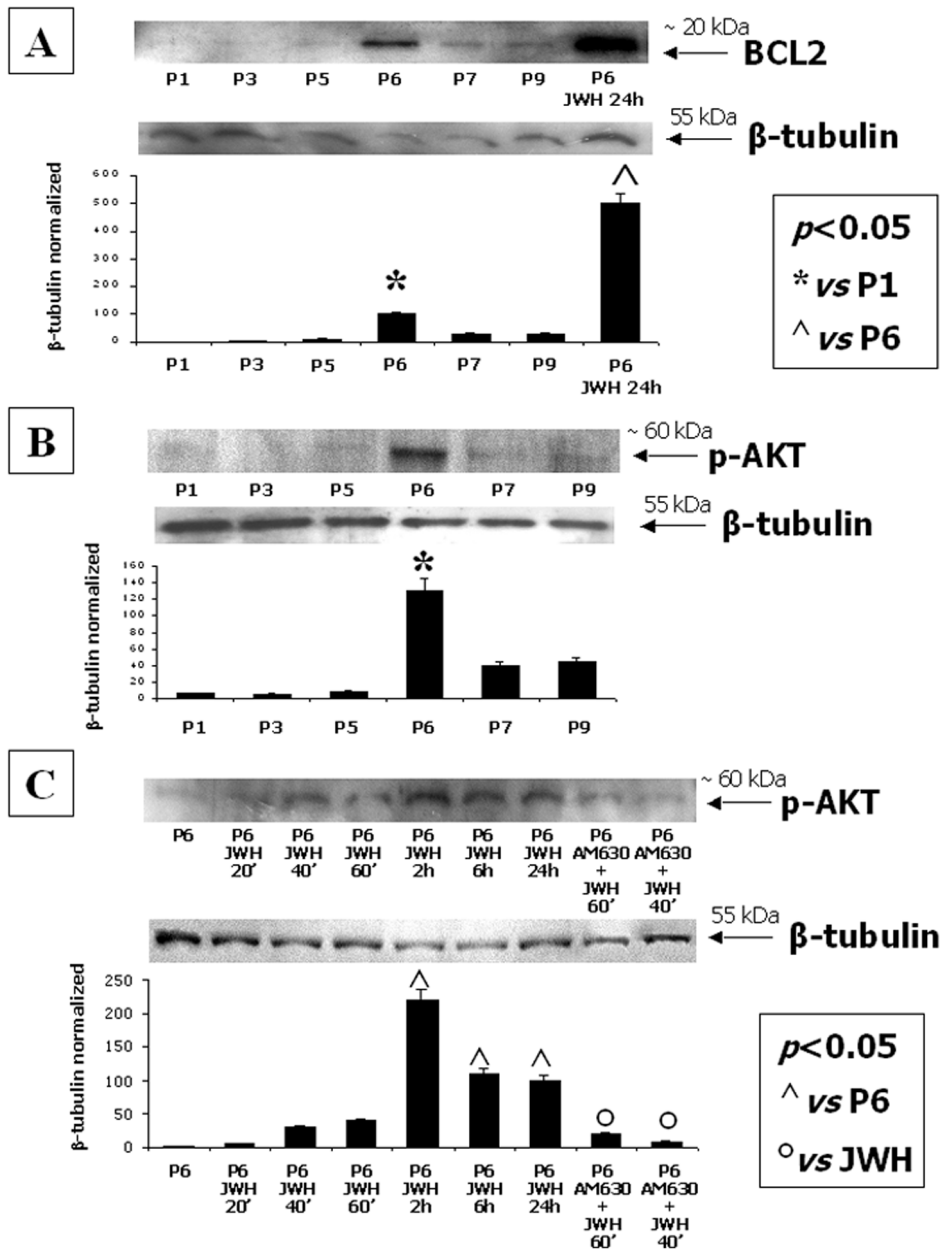 A
~ 20 kDa
BCL2
P1 P3 P5 P6 P7 P9 P6
JWH 24h
55 kDa
β-tubulin
β-tubulin normalized
600
500
400
300
200
100
0
*
^
P1 P3 P5 P6 P7 P9 P6
JWH 24h
p<0.05
* vs P1
^ vs P6
B
~ 60 kDa
p-AKT
P1 P3 P5 P6 P7 P9
55 kDa
β-tubulin
β-tubulin normalized
160
140
120
100
80
60
40
20
0
*
P1 P3 P5 P6 P7 P9
C
~ 60 kDa
p-AKT
P6 P6 P6 P6 P6 P6 P6 P6 P6
JWH JWH JWH JWH JWH JWH AM630 AM630
20' 40' 60' 2h 6h 24h + +
JWH JWH
60' 40'
55 kDa
β-tubulin
β-tubulin normalized
250
200
150
100
50
0
^ ^ ^ o o
P6 P6 P6 P6 P6 P6 P6 P6 P6
JWH JWH JWH JWH JWH JWH AM630 AM630
20' 40' 60' 2h 6h 24h + +
JWH JWH
60' 40'
p<0.05
^ vs P6
o vs JWH